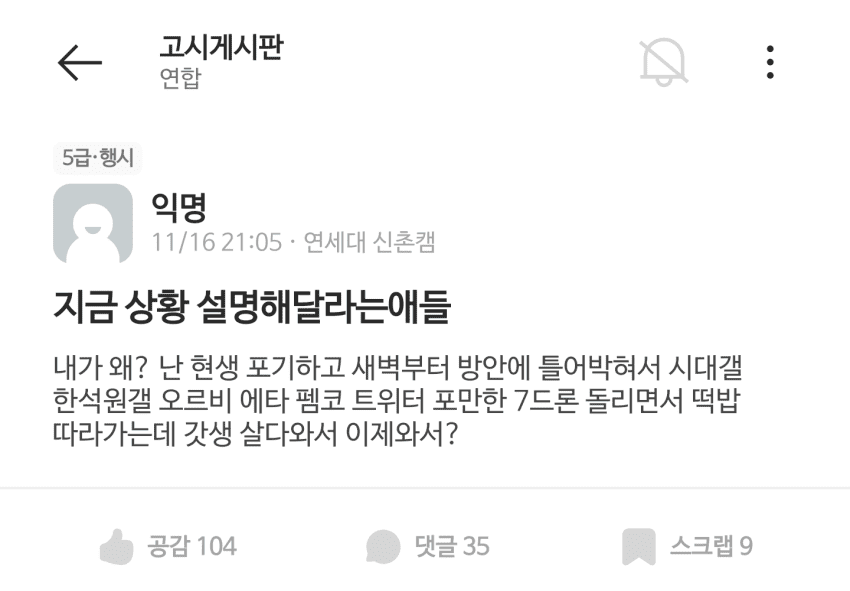 고시게시판
연합
5급·행시
익명
11/16 21:05 · 연세대 신촌캠
지금 상황 설명해달라는애들
내가 왜? 난 현생 포기하고 새벽부터 방안에 틀어박혀서 시대갤
한석원갤 오르비 에타 펨코 트위터 포만한 7드론 돌리면서 떡밥
따라가는데 갓생 살다와서 이제와서?
공감 104 댓글 35 스크랩 9